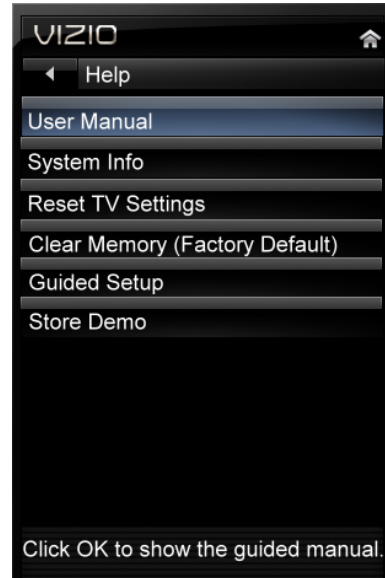 VIZIO
Help
User Manual
System Info
Reset TV Settings
Clear Memory (Factory Default)
Guided Setup
Store Demo
Click OK to show the guided manual.